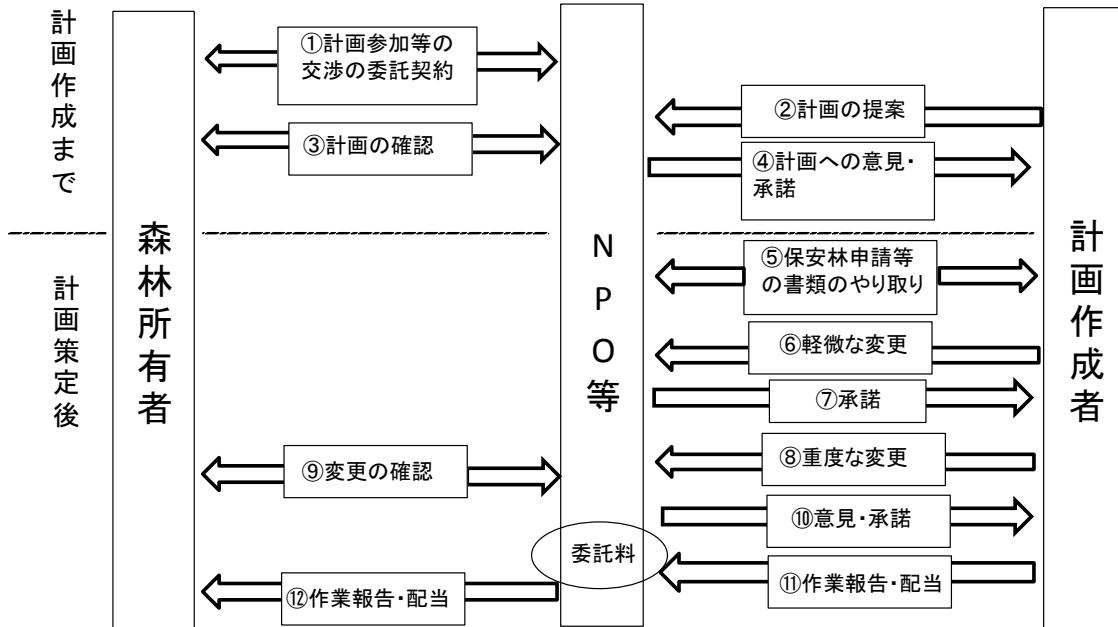 計画作成まで
計画策定後
森林所有者
NPO等
計画作成者
①計画参加等の
交渉の委託契約
②計画の提案
③計画の確認
④計画への意見・
承諾
⑤保安林申請等
の書類のやり取り
⑥軽微な変更
⑦承諾
⑧重度な変更
⑨変更の確認
⑩意見・承諾
委託料
⑪作業報告・配当
⑫作業報告・配当